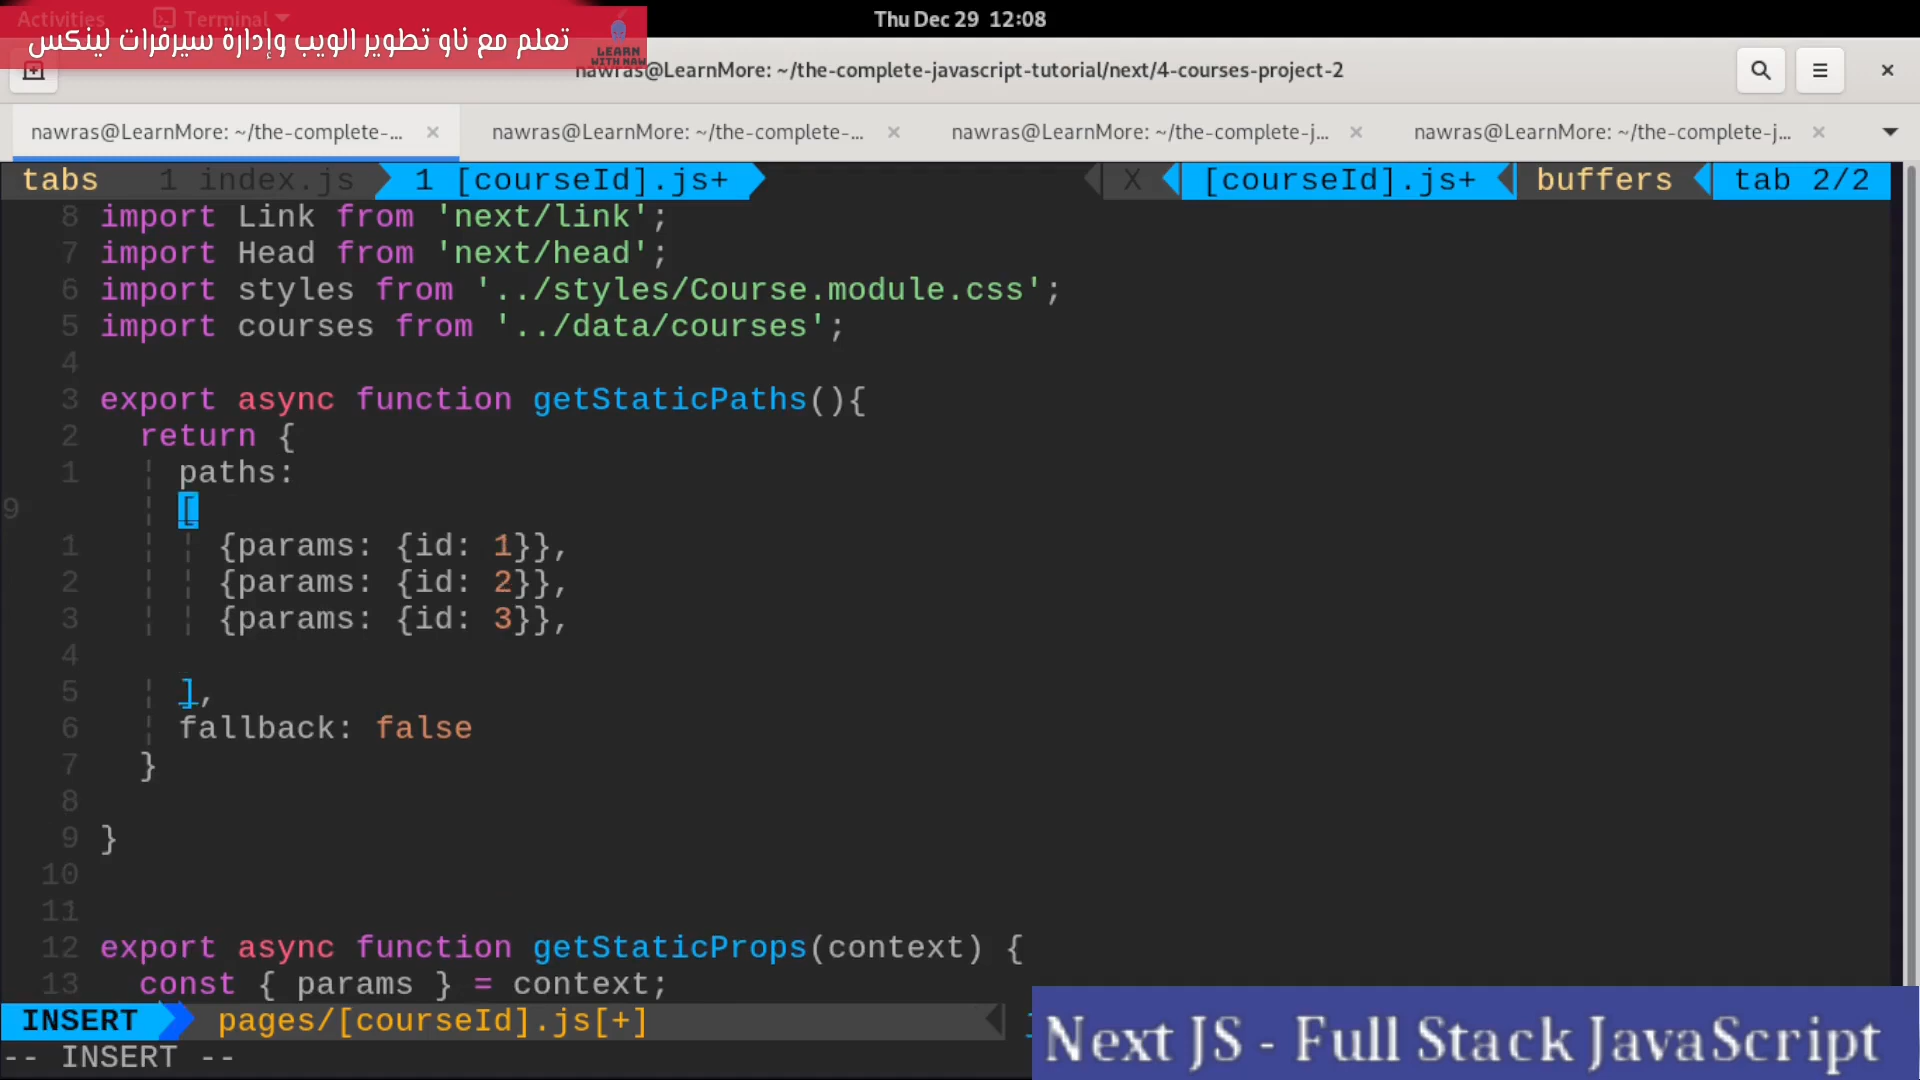 Activities Terminal Thu Dec 29 12:08
تعلم مع ناو تطوير الويب وإدارة سيرفرات لينكس
LEARN
WITH NAW
nawras@LearnMore: ~/the-complete-javascript-tutorial/next/4-courses-project-2
nawras@LearnMore: ~/the-complete-... × nawras@LearnMore: ~/the-complete-... × nawras@LearnMore: ~/the-complete-j... × nawras@LearnMore: ~/the-complete-j... ×
tabs 1 index.js 1 [courseId].js+ X [courseId].js+ buffers tab 2/2
8 import Link from 'next/link';
7 import Head from 'next/head';
6 import styles from '../styles/Course.module.css';
5 import courses from '../data/courses';
4
3 export async function getStaticPaths(){
2 return {
1 paths:
9 [
1 {params: {id: 1}},
2 {params: {id: 2}},
3 {params: {id: 3}},
4
5 ],
6 fallback: false
7 }
8
9 }
10
11
12 export async function getStaticProps(context) {
13 const { params } = context;
INSERT pages/[courseId].js[+]
-- INSERT --
Next JS - Full Stack JavaScript